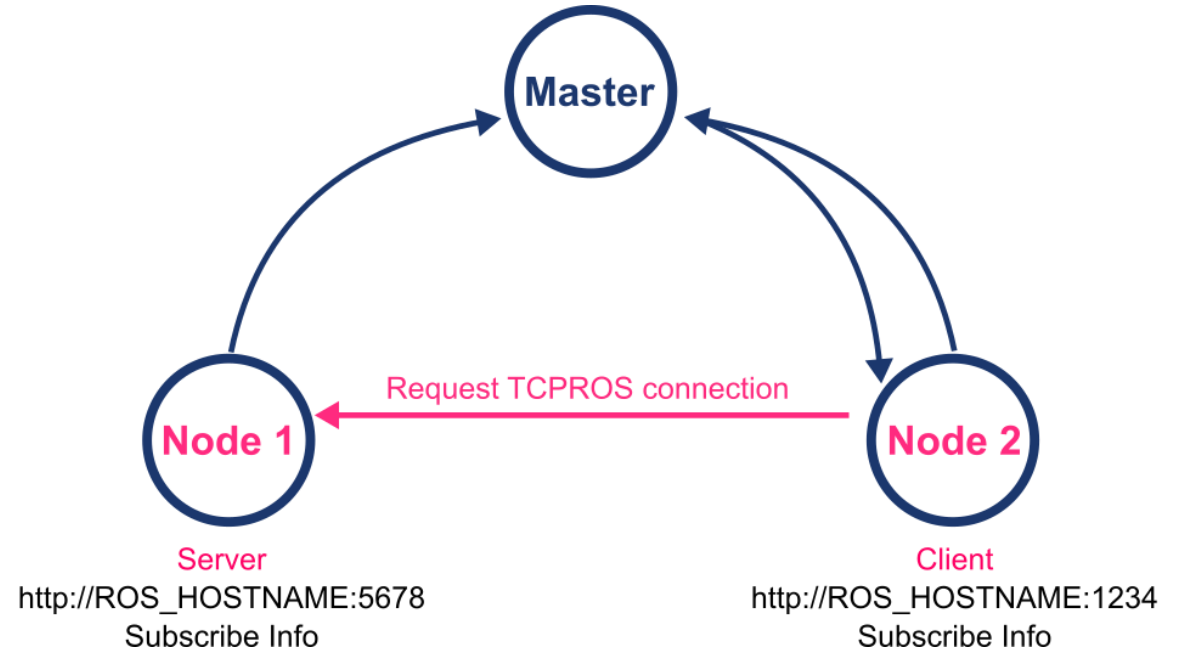 Master
Request TCPROS connection
Node 1
Node 2
Server
http://ROS_HOSTNAME:5678
Subscribe Info
Client
http://ROS_HOSTNAME:1234
Subscribe Info